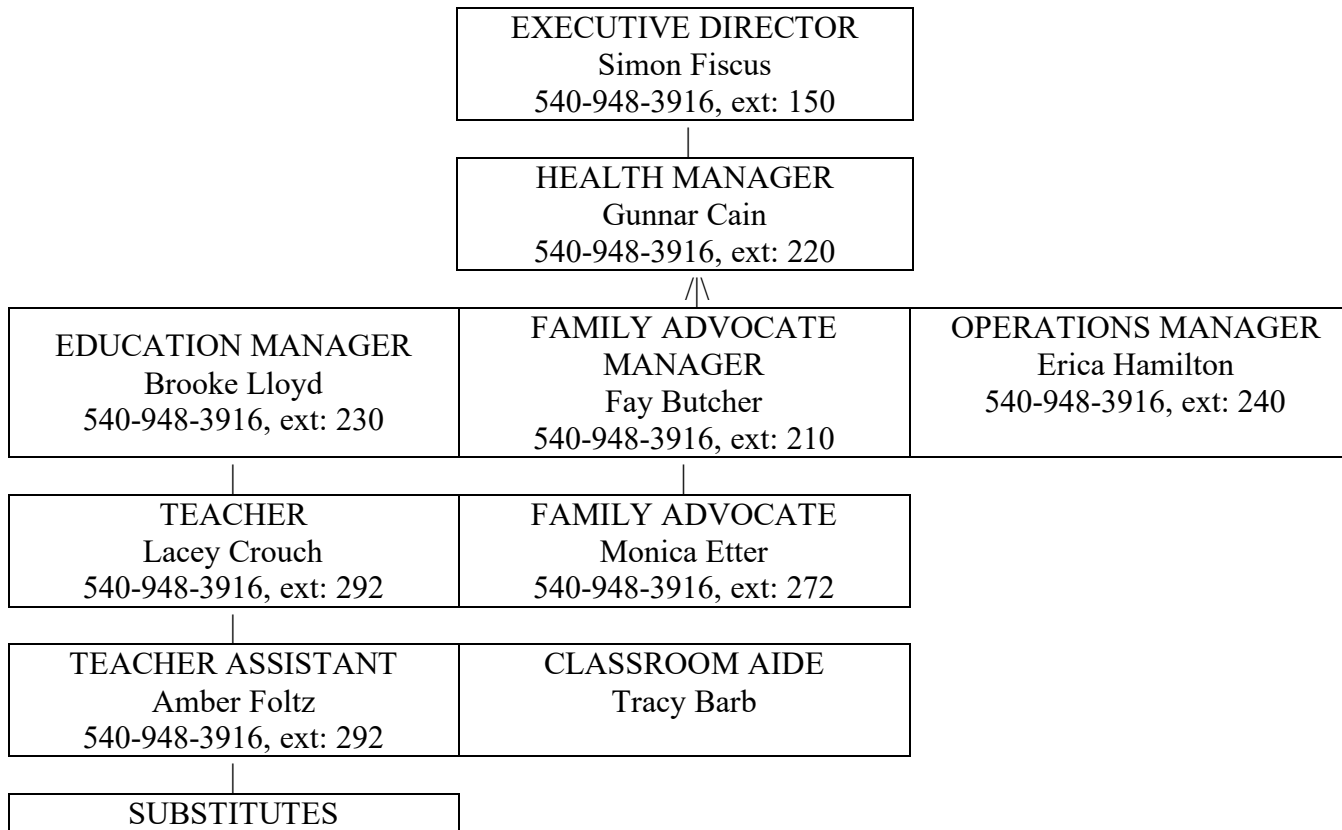 EXECUTIVE DIRECTOR
Simon Fiscus
540-948-3916, ext: 150
HEALTH MANAGER
Gunnar Cain
540-948-3916, ext: 220
EDUCATION MANAGER
Brooke Lloyd
540-948-3916, ext: 230
FAMILY ADVOCATE
MANAGER
Fay Butcher
540-948-3916, ext: 210
OPERATIONS MANAGER
Erica Hamilton
540-948-3916, ext: 240
TEACHER
Lacey Crouch
540-948-3916, ext: 292
FAMILY ADVOCATE
Monica Etter
540-948-3916, ext: 272
TEACHER ASSISTANT
Amber Foltz
540-948-3916, ext: 292
CLASSROOM AIDE
Tracy Barb
SUBSTITUTES